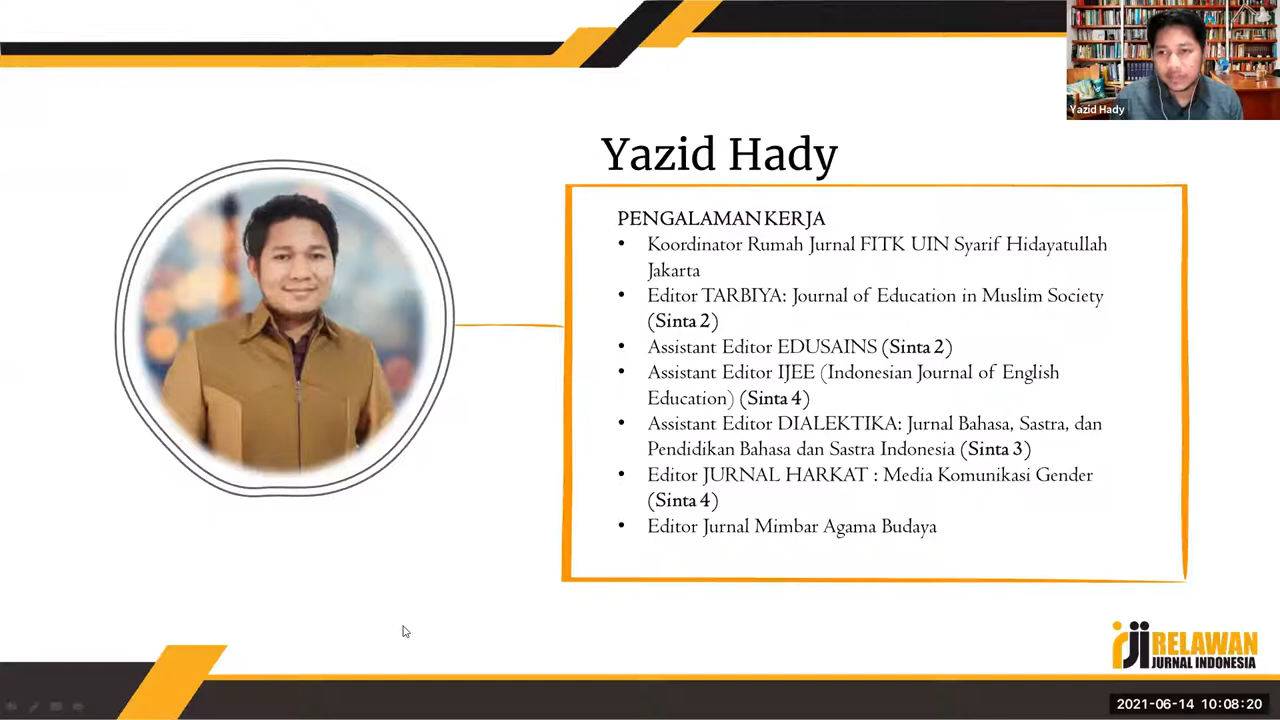 Yazid Hady
Yazid Hady
PENGALAMAN KERJA
• Koordinator Rumah Jurnal FITK UIN Syarif Hidayatullah
Jakarta
• Editor TARBIYA: Journal of Education in Muslim Society
(Sinta 2)
• Assistant Editor EDUSAINS (Sinta 2)
• Assistant Editor IJEE (Indonesian Journal of English
Education) (Sinta 4)
• Assistant Editor DIALEKTIKA: Jurnal Bahasa, Sastra, dan
Pendidikan Bahasa dan Sastra Indonesia (Sinta 3)
• Editor JURNAL HARKAT : Media Komunikasi Gender
(Sinta 4)
• Editor Jurnal Mimbar Agama Budaya
rji RELAWAN
JURNAL INDONESIA
2021-06-14 10:08:20